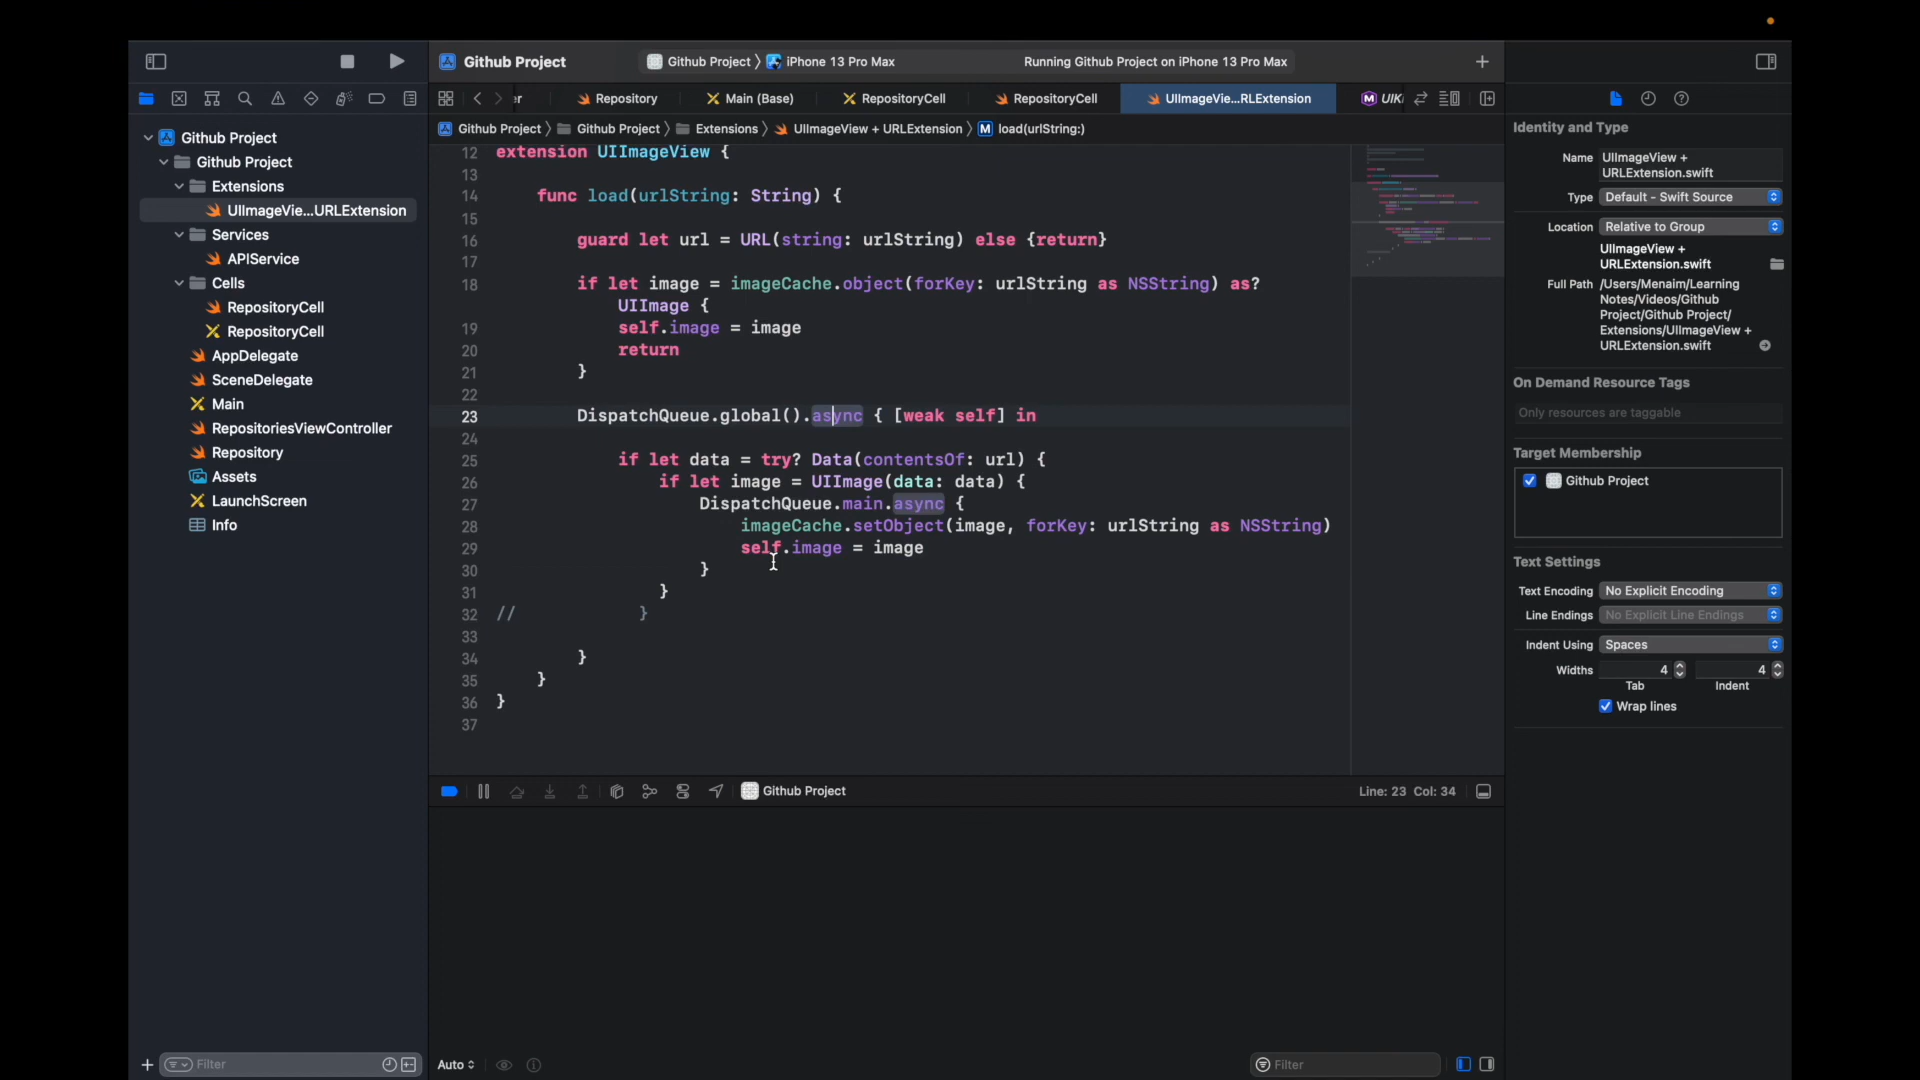 Github Project
Github Project
iPhone 13 Pro Max
Running Github Project on iPhone 13 Pro Max
er
Repository
Main (Base)
RepositoryCell
RepositoryCell
UIImageVie...RLExtension
UIKi
Github Project
Github Project
Extensions
UIImageView + URLExtension
M load(urlString:)
Github Project
Github Project
Extensions
UIImageVie...URLExtension
Services
APIService
Cells
RepositoryCell
RepositoryCell
AppDelegate
SceneDelegate
Main
RepositoriesViewController
Repository
Assets
LaunchScreen
Info
Filter
12 extension UIImageView {
13
14 func load(urlString: String) {
15
16 guard let url = URL(string: urlString) else {return}
17
18 if let image = imageCache.object(forKey: urlString as NSString) as?
UIImage {
19 self.image = image
20 return
21 }
22
23 DispatchQueue.global().async { [weak self] in
24
25 if let data = try? Data(contentsOf: url) {
26 if let image = UIImage(data: data) {
27 DispatchQueue.main.async {
28 imageCache.setObject(image, forKey: urlString as NSString)
29 self.image = image
30 }
31 }
32 // }
33
34 }
35 }
36 }
37
Github Project
Line: 23 Col: 34
Auto
Filter
Identity and Type
Name UIImageView +
URLExtension.swift
Type Default - Swift Source
Location Relative to Group
UIImageView +
URLExtension.swift
Full Path /Users/Menaim/Learning
Notes/Videos/Github
Project/Github Project/
Extensions/UIImageView +
URLExtension.swift
On Demand Resource Tags
Only resources are taggable
Target Membership
Github Project
Text Settings
Text Encoding No Explicit Encoding
Line Endings No Explicit Line Endings
Indent Using Spaces
Widths 4 4
Tab Indent
Wrap lines